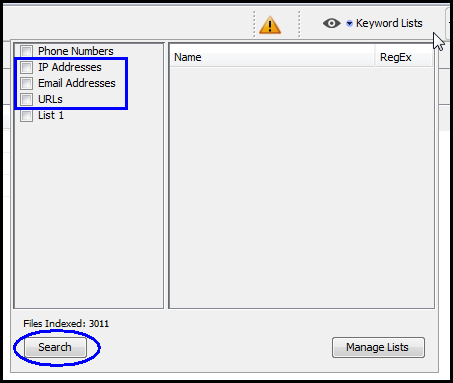 Keyword Lists
Phone Numbers
IP Addresses
Email Addresses
URLs
List 1
Name RegEx
Files Indexed: 3011
Search
Manage Lists